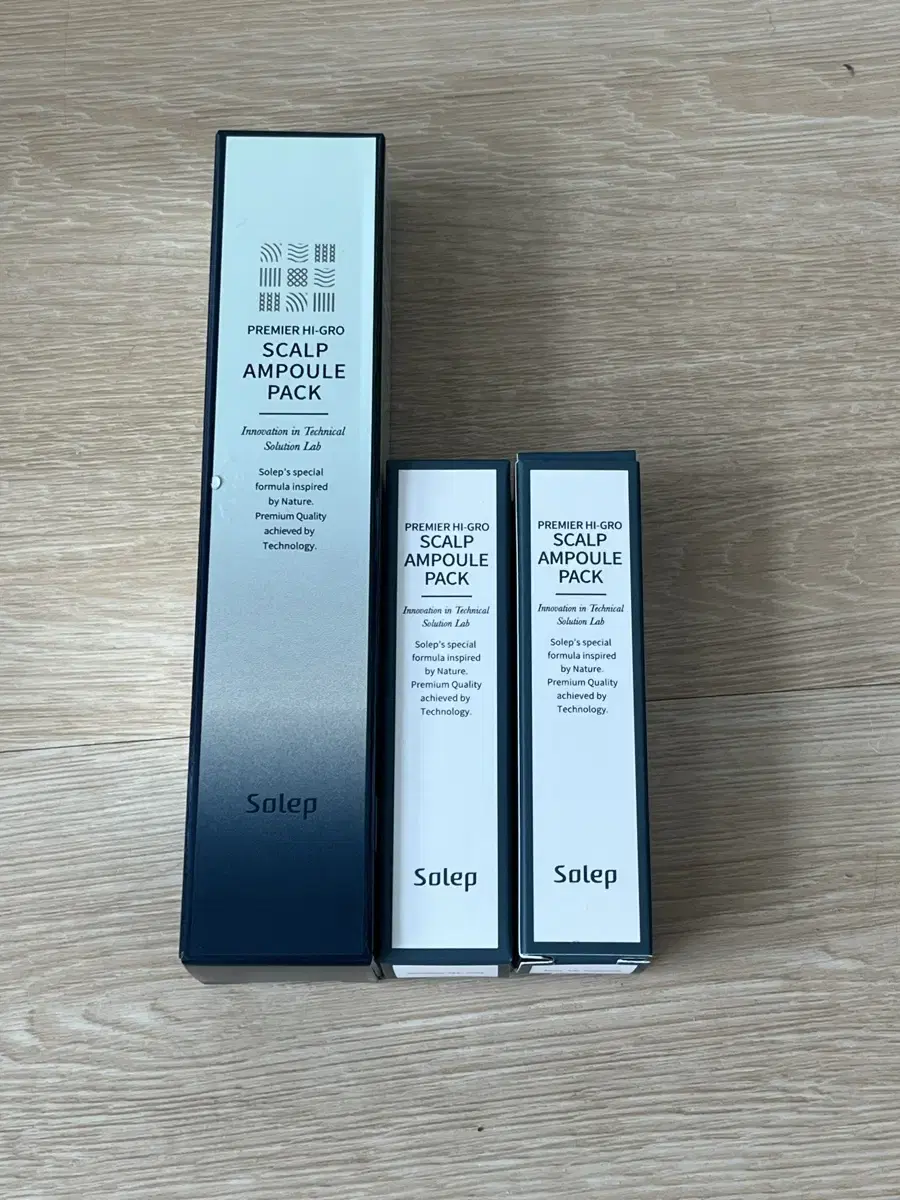 PREMIER HI-GRO
SCALP
AMPOULE
PACK
Innovation in Technical
Solution Lab
Solep's special
formula inspired
by Nature.
Premium Quality
achieved by
Technology.
Solep
PREMIER HI-GRO
SCALP
AMPOULE
PACK
Innovation in Technical
Solution Lab
Solep's special
formula inspired
by Nature.
Premium Quality
achieved by
Technology.
Solep
PREMIER HI-GRO
SCALP
AMPOULE
PACK
Innovation in Technical
Solution Lab
Solep's special
formula inspired
by Nature.
Premium Quality
achieved by
Technology.
Solep